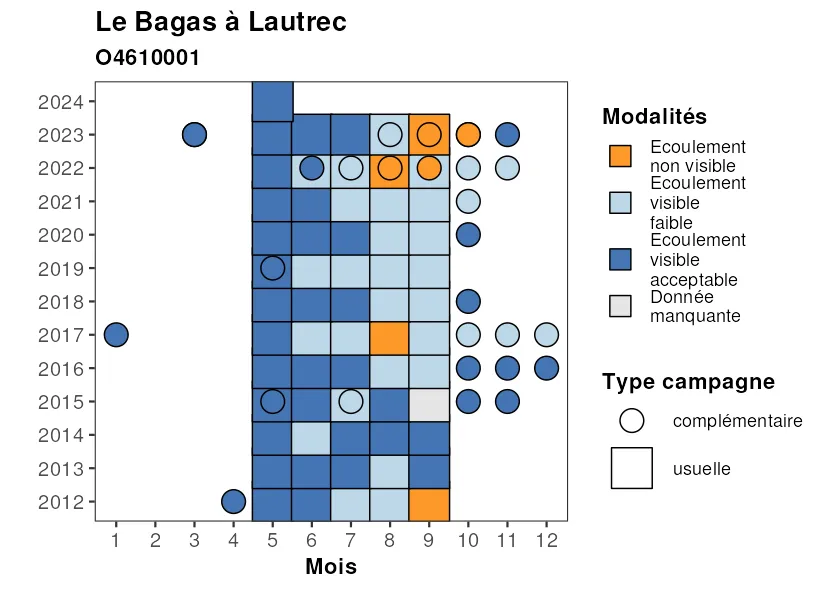 Le Bagas à Lautrec
O4610001
2024
2023
2022
2021
2020
2019
2018
2017
2016
2015
2014
2013
2012
1 2 3 4 5 6 7 8 9 10 11 12
Mois
Modalités
Ecoulement
non visible
Ecoulement
visible
faible
Ecoulement
visible
acceptable
Donnée
manquante
Type campagne
complémentaire
usuelle